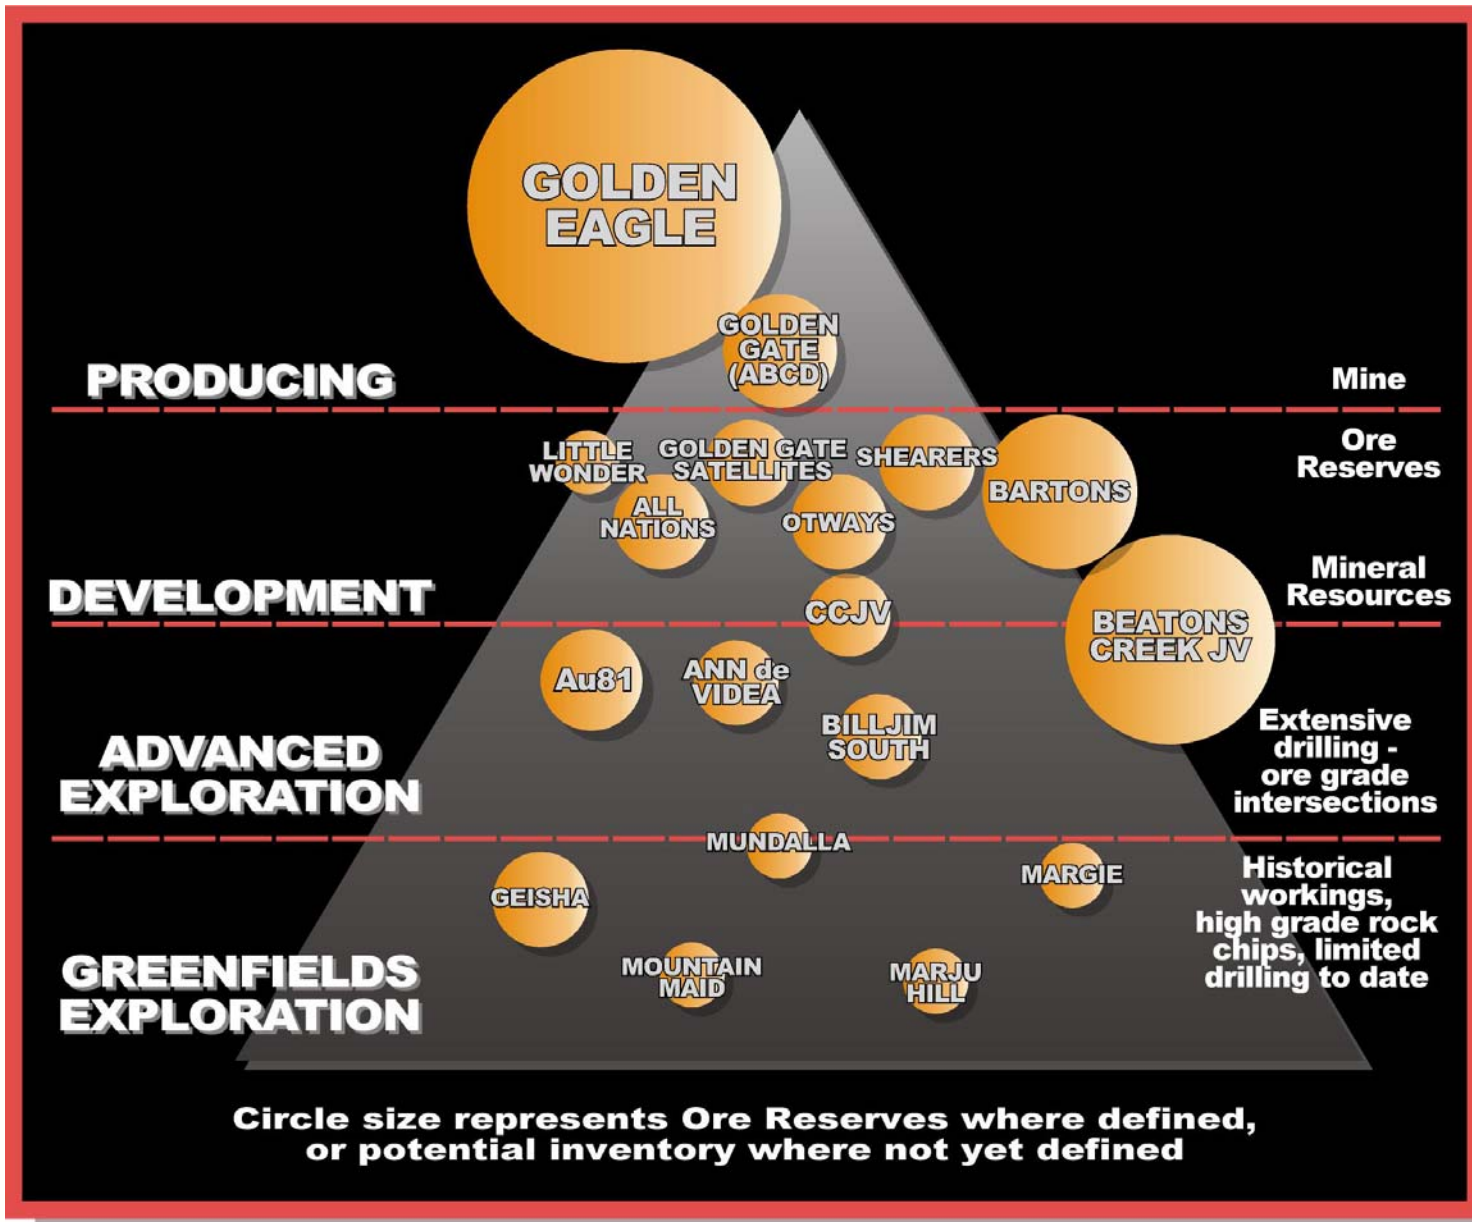 GOLDEN
EAGLE
GOLDEN
GATE
(ABCD)
PRODUCING
Mine
LITTLE
WONDER
GOLDEN GATE
SATELLITES
SHEARERS
BARTONS
Ore
Reserves
ALL
NATIONS
OTWAYS
DEVELOPMENT
Mineral
Resources
CCJV
BEATONS
CREEK JV
Au81
ANN de
VIDEA
BILLJIM
SOUTH
ADVANCED
EXPLORATION
Extensive
drilling -
ore grade
intersections
MUNDALLA
GEISHA
MARGIE
Historical
workings,
high grade rock
chips, limited
drilling to date
MOUNTAIN
MAID
MARJU
HILL
GREENFIELDS
EXPLORATION
Circle size represents Ore Reserves where defined,
or potential inventory where not yet defined